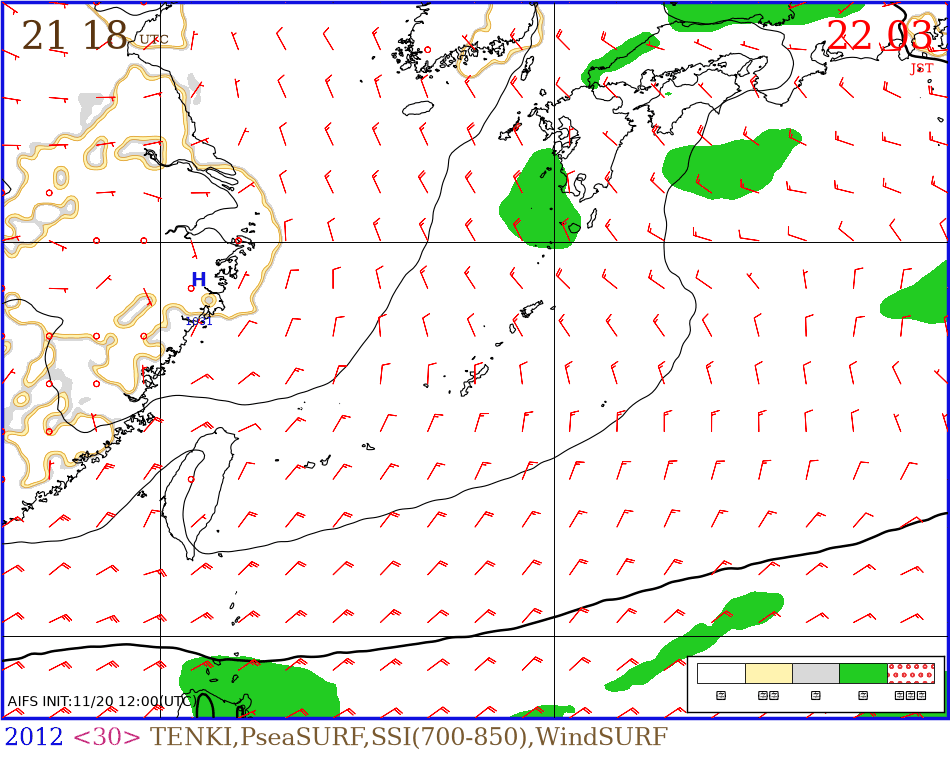 21 18 UTC
22 03
JST
H
1031
AIFS INIT:11/20 12:00(UTC)
2012 <30> TENKI,PseaSURF,SSI(700-850),WindSURF